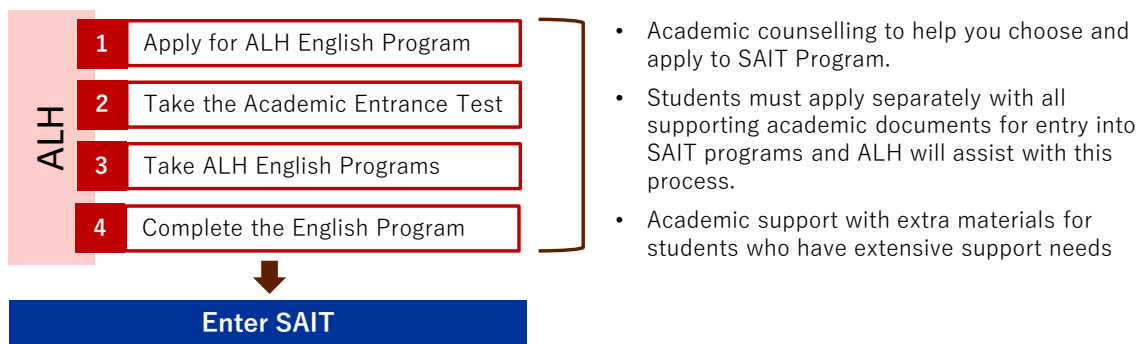 ALH
1 Apply for ALH English Program
2 Take the Academic Entrance Test
3 Take ALH English Programs
4 Complete the English Program
Enter SAIT
• Academic counselling to help you choose and
apply to SAIT Program.
• Students must apply separately with all
supporting academic documents for entry into
SAIT programs and ALH will assist with this
process.
• Academic support with extra materials for
students who have extensive support needs